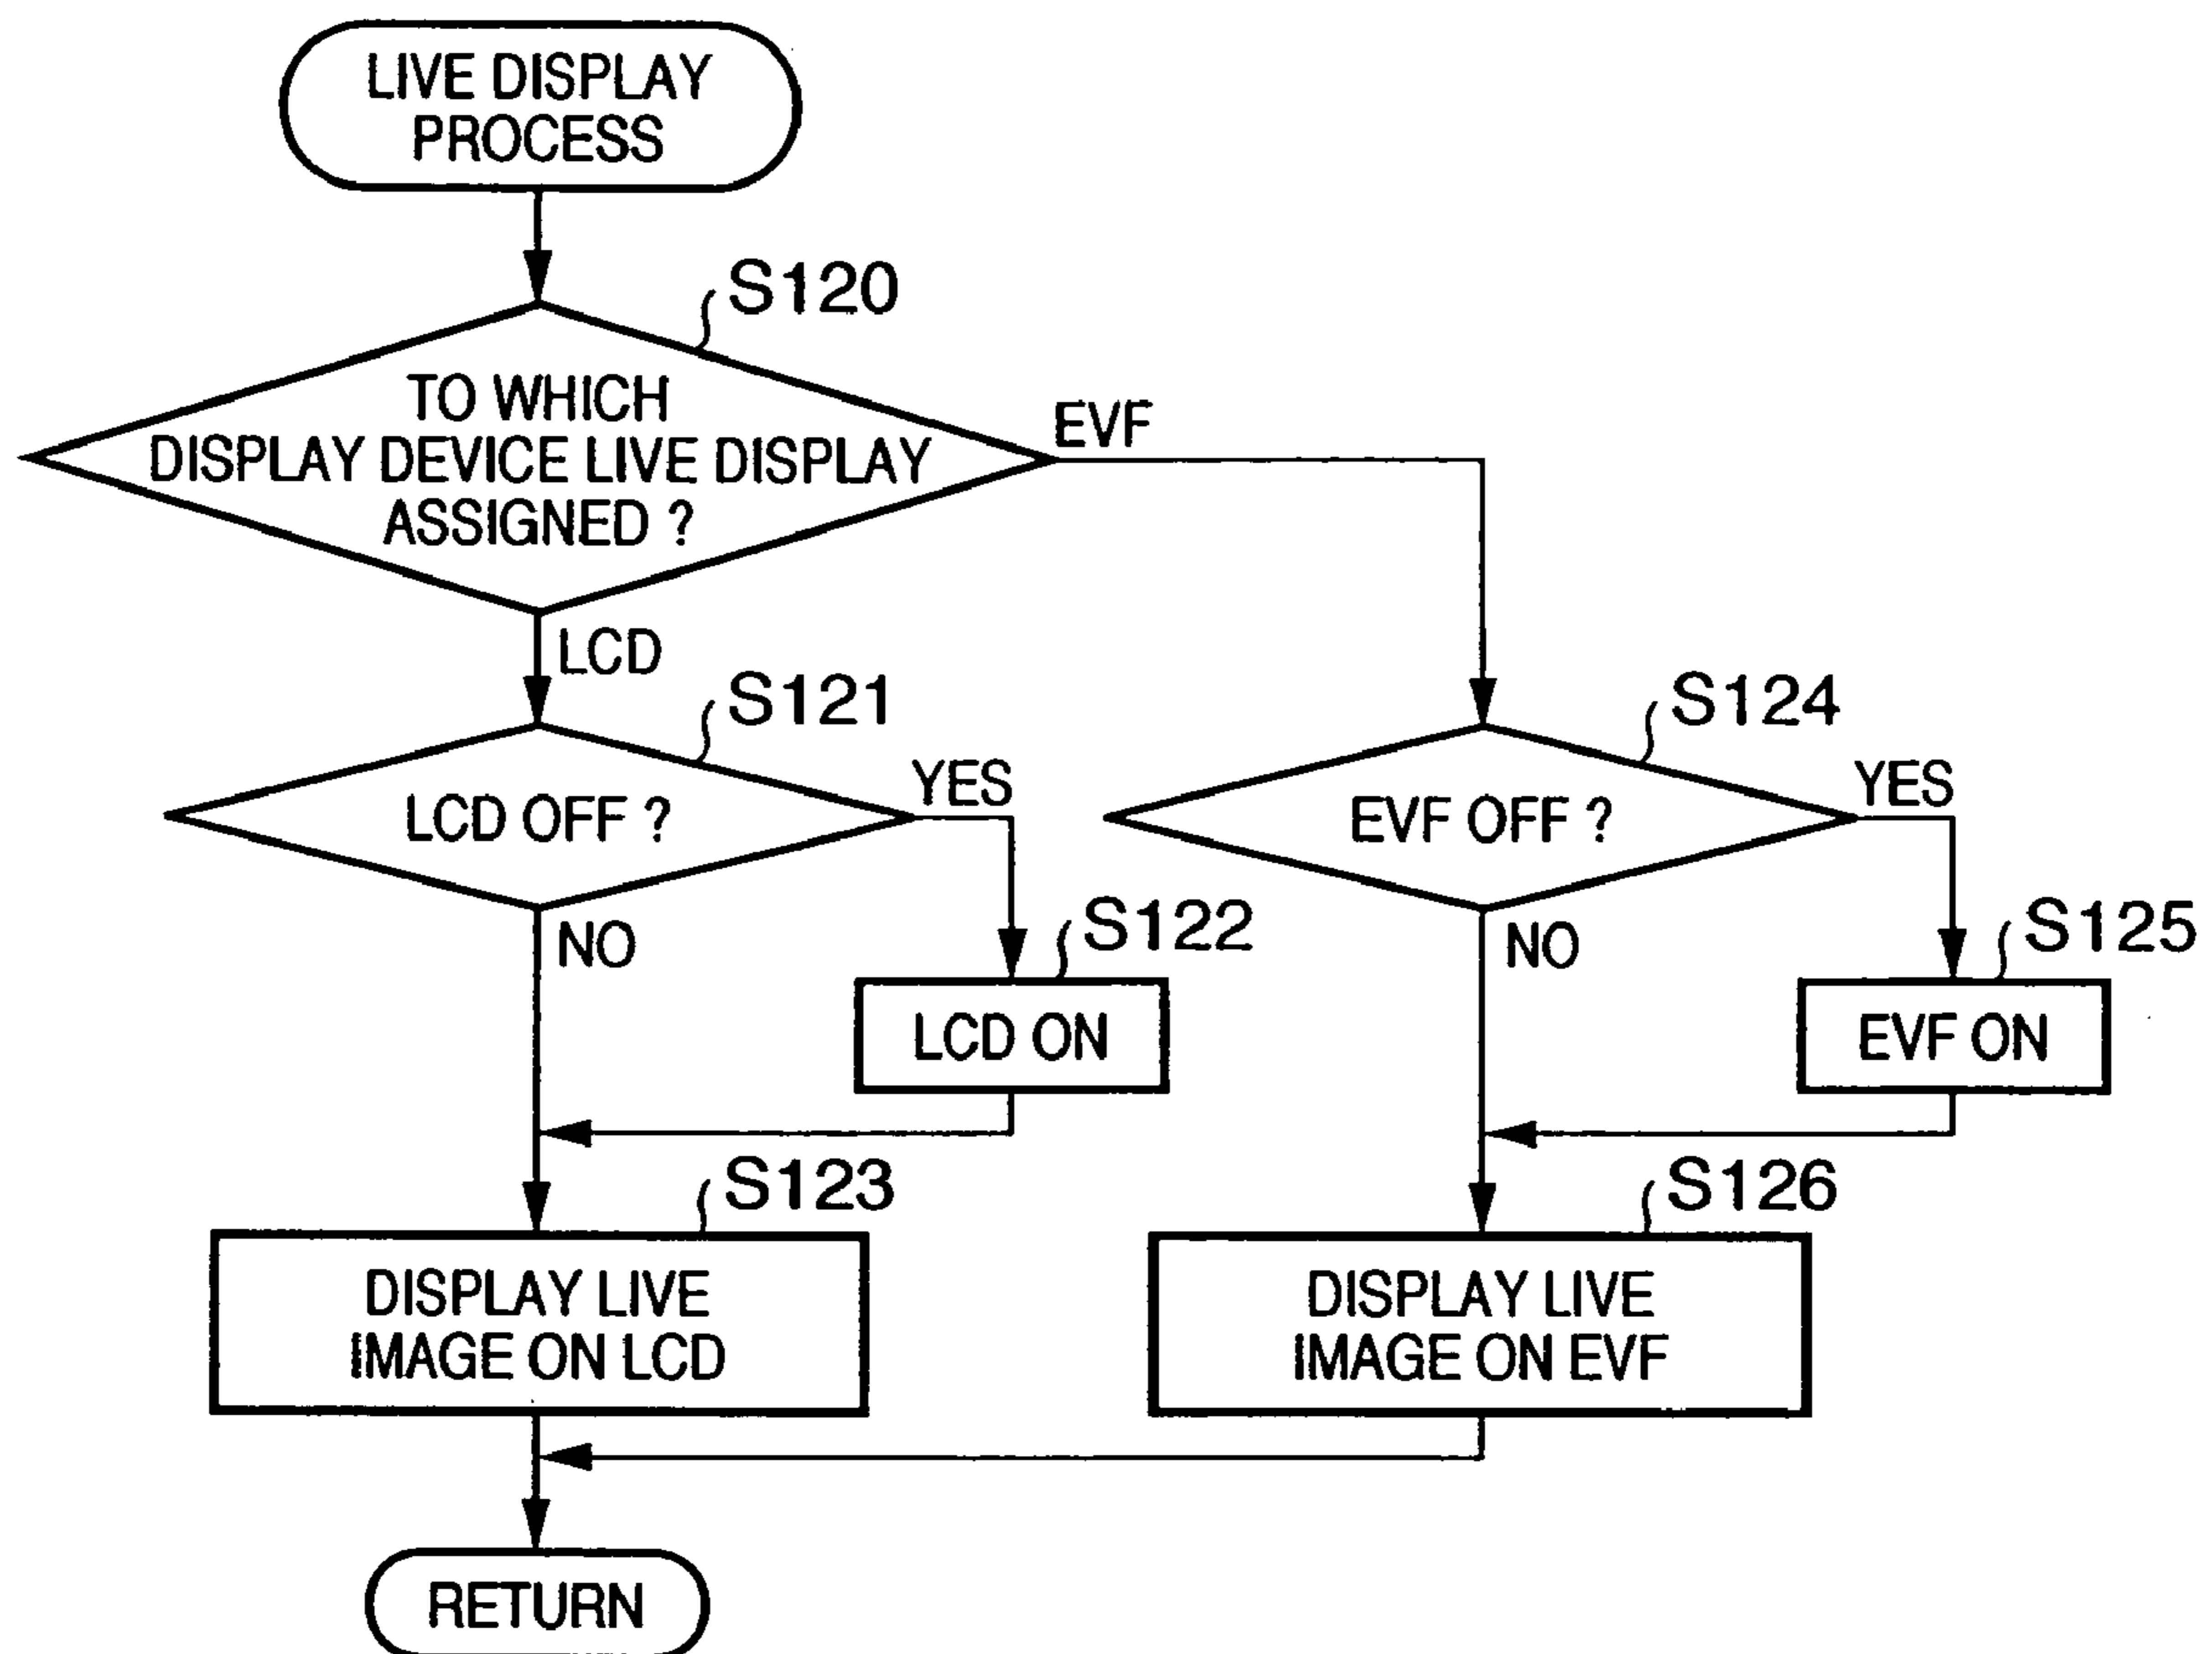 LIVE DISPLAY
PROCESS
S120
TO WHICH
DISPLAY DEVICE LIVE DISPLAY
ASSIGNED ?
EVF
LCD
S121
LCD OFF ?
YES
NO
S122
LCD ON
S123
DISPLAY LIVE
IMAGE ON LCD
S124
EVF OFF ?
YES
NO
S125
EVF ON
S126
DISPLAY LIVE
IMAGE ON EVF
RETURN